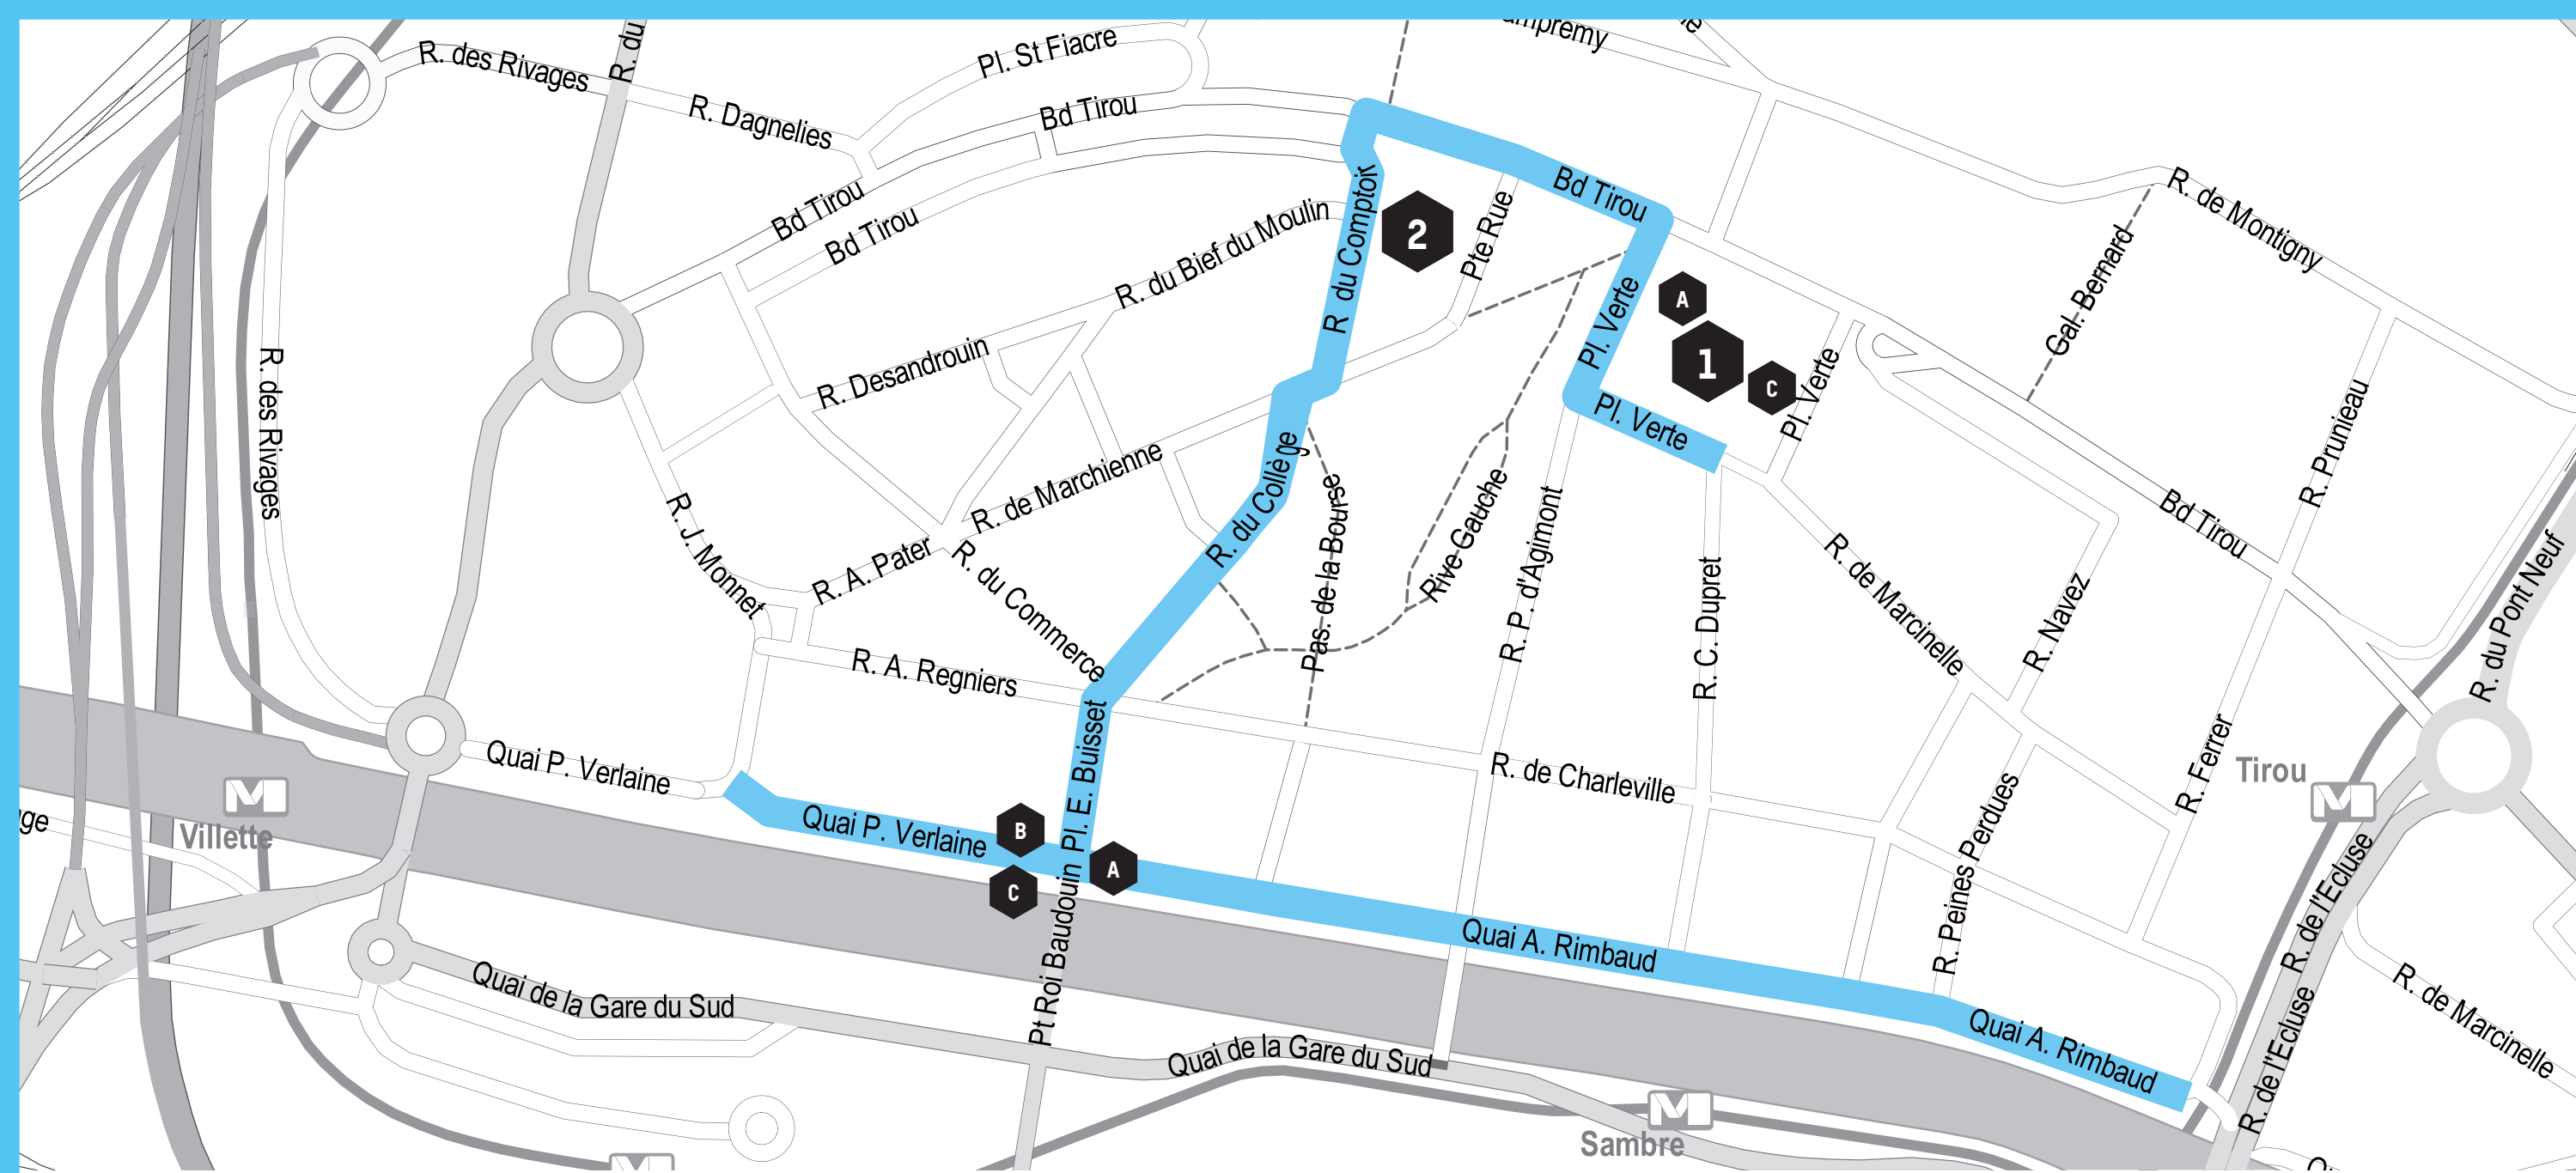 R. des Rivages
R. du
Pl. St Fiacre
R. Dagnelies
Bd Tirou
Bd Tirou
Bd Tirou
R. du Bief du Moulin
R. du Comptoir
2
Pte Rue
Bd Tirou
Pl. Verte
A
1
C
Pl. Verte
Pl. Verte
R. de Montigny
Gal. Bernard
R. Prunieau
Bd Tirou
R. du Pont Neuf
R. des Rivages
R. Desandrouin
R. de Marchienne
R. du Collège
R. J. Monnet
R. A. Pater
R. du Commerce
Pas. de la Bourse
Rive Gauche
R. P. d'Agimont
R. C. Dupret
R. de Marcinelle
R. Navez
R. A. Regniers
R. de Charleville
R. Ferrer
Tirou
Quai P. Verlaine
Villette
Quai P. Verlaine
B
C
A
Pl. E. Buisset
Pt Roi Baudouin
Quai A. Rimbaud
R. Peines Perdues
Quai A. Rimbaud
R. de l'Ecluse
R. de l'Ecluse
R. de Marcinelle
Quai de la Gare du Sud
Quai de la Gare du Sud
Sambre